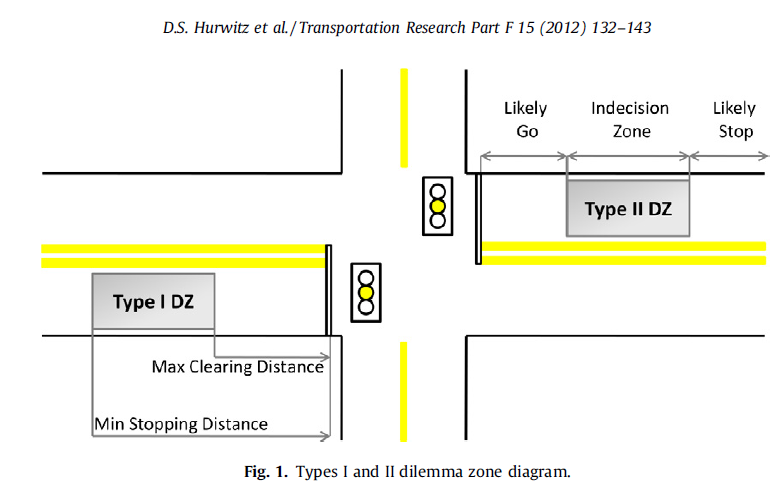 D.S. Hurwitz et al. / Transportation Research Part F 15 (2012) 132–143
Likely
Go
Indecision
Zone
Likely
Stop
Type II DZ
Type I DZ
Max Clearing Distance
Min Stopping Distance
Fig. 1. Types I and II dilemma zone diagram.